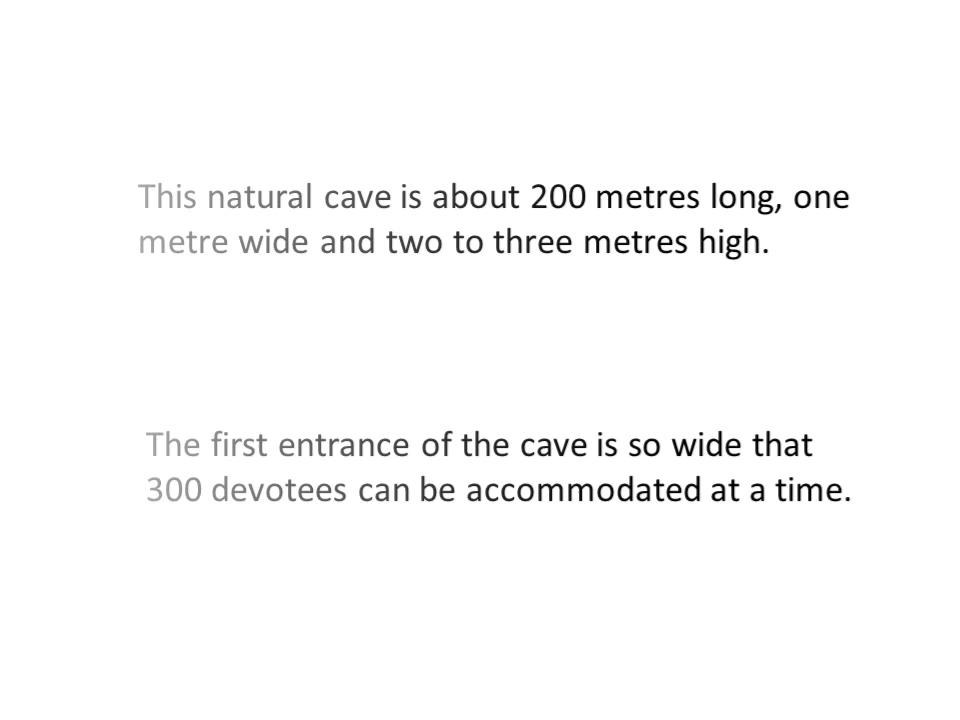 This natural cave is about 200 metres long, one
metre wide and two to three metres high.
The first entrance of the cave is so wide that
300 devotees can be accommodated at a time.